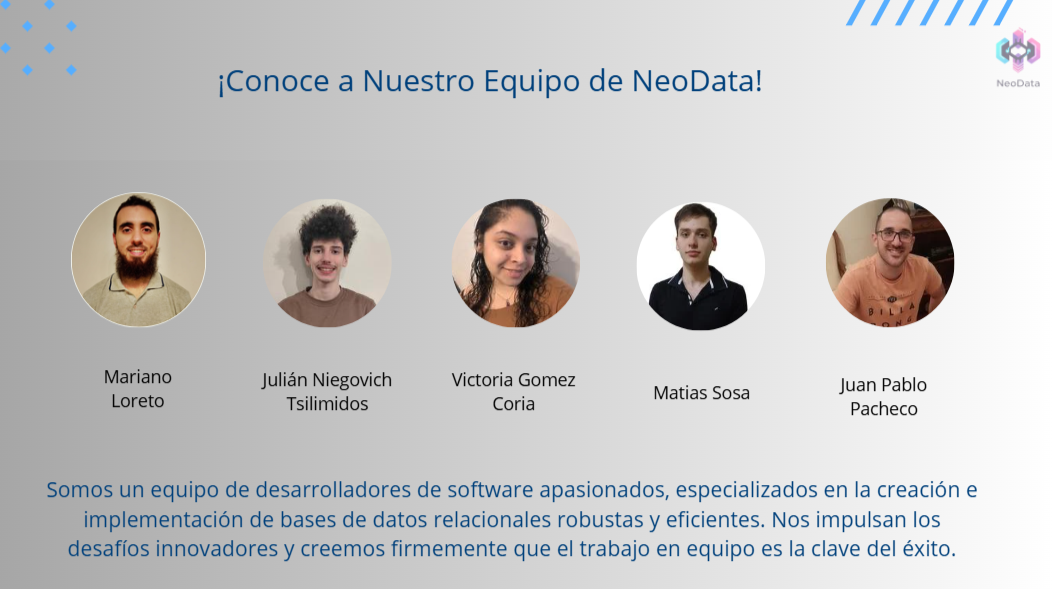 ¡Conoce a Nuestro Equipo de NeoData!
NeoData
Mariano
Loreto
Julián Niegovich
Tsilimidos
Victoria Gomez
Coria
Matias Sosa
Juan Pablo
Pacheco
BILLA
Somos un equipo de desarrolladores de software apasionados, especializados en la creación e
implementación de bases de datos relacionales robustas y eficientes. Nos impulsan los
desafíos innovadores y creemos firmemente que el trabajo en equipo es la clave del éxito.